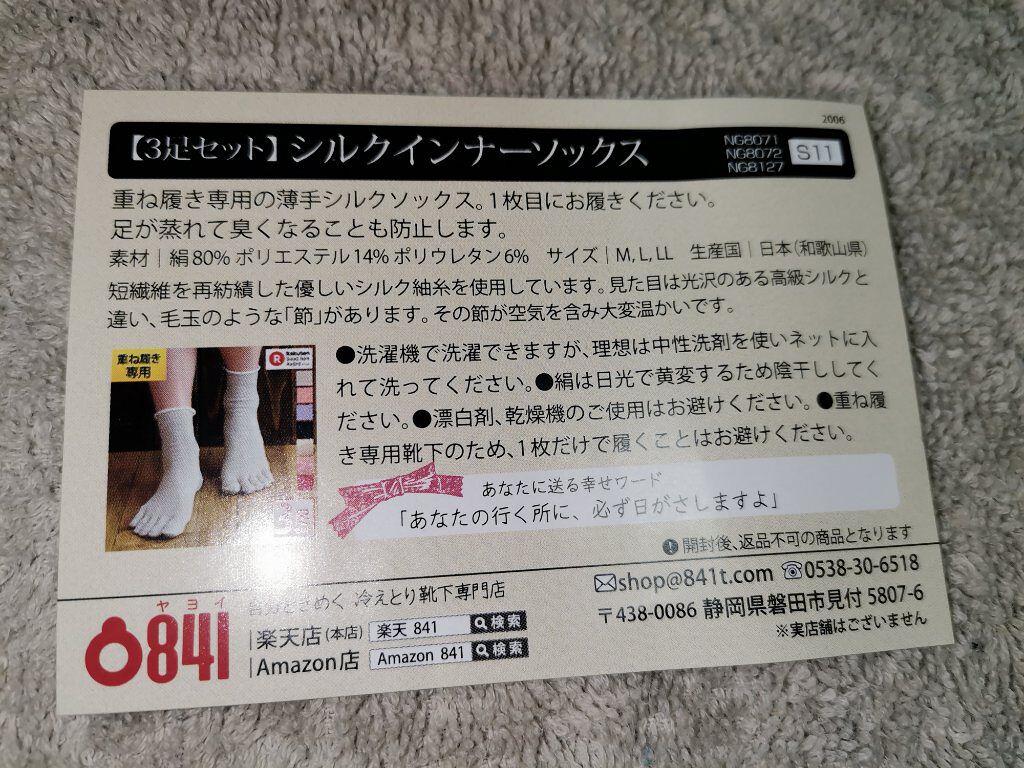 2006
【3足セット】シルクインナーソックス
NG8071
NG8072
NG8127
S11
重ね履き専用の薄手シルクソックス。1枚目にお履きください。
足が蒸れて臭くなることも防止します。
素材｜絹80% ポリエステル14% ポリウレタン6%　サイズ｜M, L, LL　生産国｜日本（和歌山県）
短繊維を再紡績した優しいシルク紬糸を使用しています。見た目は光沢のある高級シルクと
違い、毛玉のような「節」があります。その節が空気を含み大変温かいです。
重ね履き
専用
R Rakuten
●洗濯機で洗濯できますが、理想は中性洗剤を使いネットに入
れて洗ってください。●絹は日光で黄変するため陰干ししてく
ださい。●漂白剤、乾燥機のご使用はお避けください。●重ね履
き専用靴下のため、1枚だけで履くことはお避けください。
あなたに送る幸せワード
「あなたの行く所に、必ず日がさしますよ」
!開封後、返品不可の商品となります
ヤヨイ
841
ときめく 冷えとり靴下専門店
楽天店（本店） 楽天 841 検索
Amazon店 Amazon 841 検索
✉shop@841t.com ☎0538-30-6518
〒438-0086 静岡県磐田市見付 5807-6
※実店舗はございません